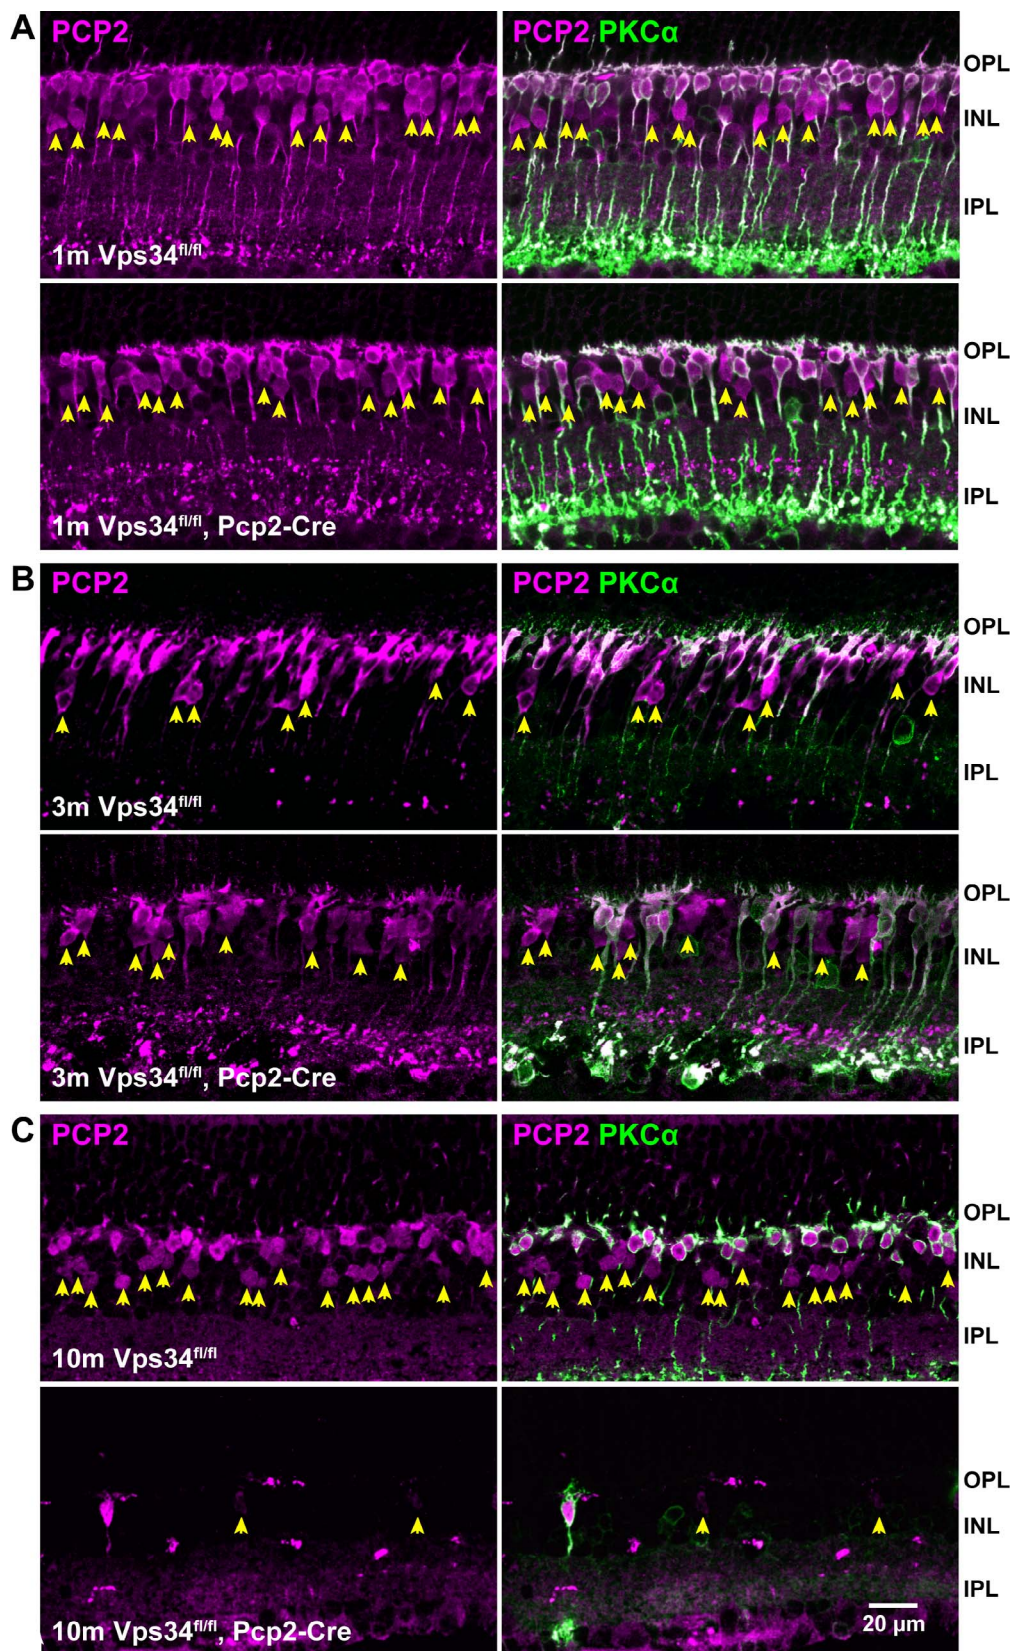 A
PCP2
PCP2 PKCα
OPL
INL
IPL
1m Vps34fl/fl
OPL
INL
IPL
1m Vps34fl/fl, Pcp2-Cre
B
PCP2
PCP2 PKCα
OPL
INL
IPL
3m Vps34fl/fl
OPL
INL
IPL
3m Vps34fl/fl, Pcp2-Cre
C
PCP2
PCP2 PKCα
OPL
INL
IPL
10m Vps34fl/fl
OPL
INL
IPL
20 µm
10m Vps34fl/fl, Pcp2-Cre